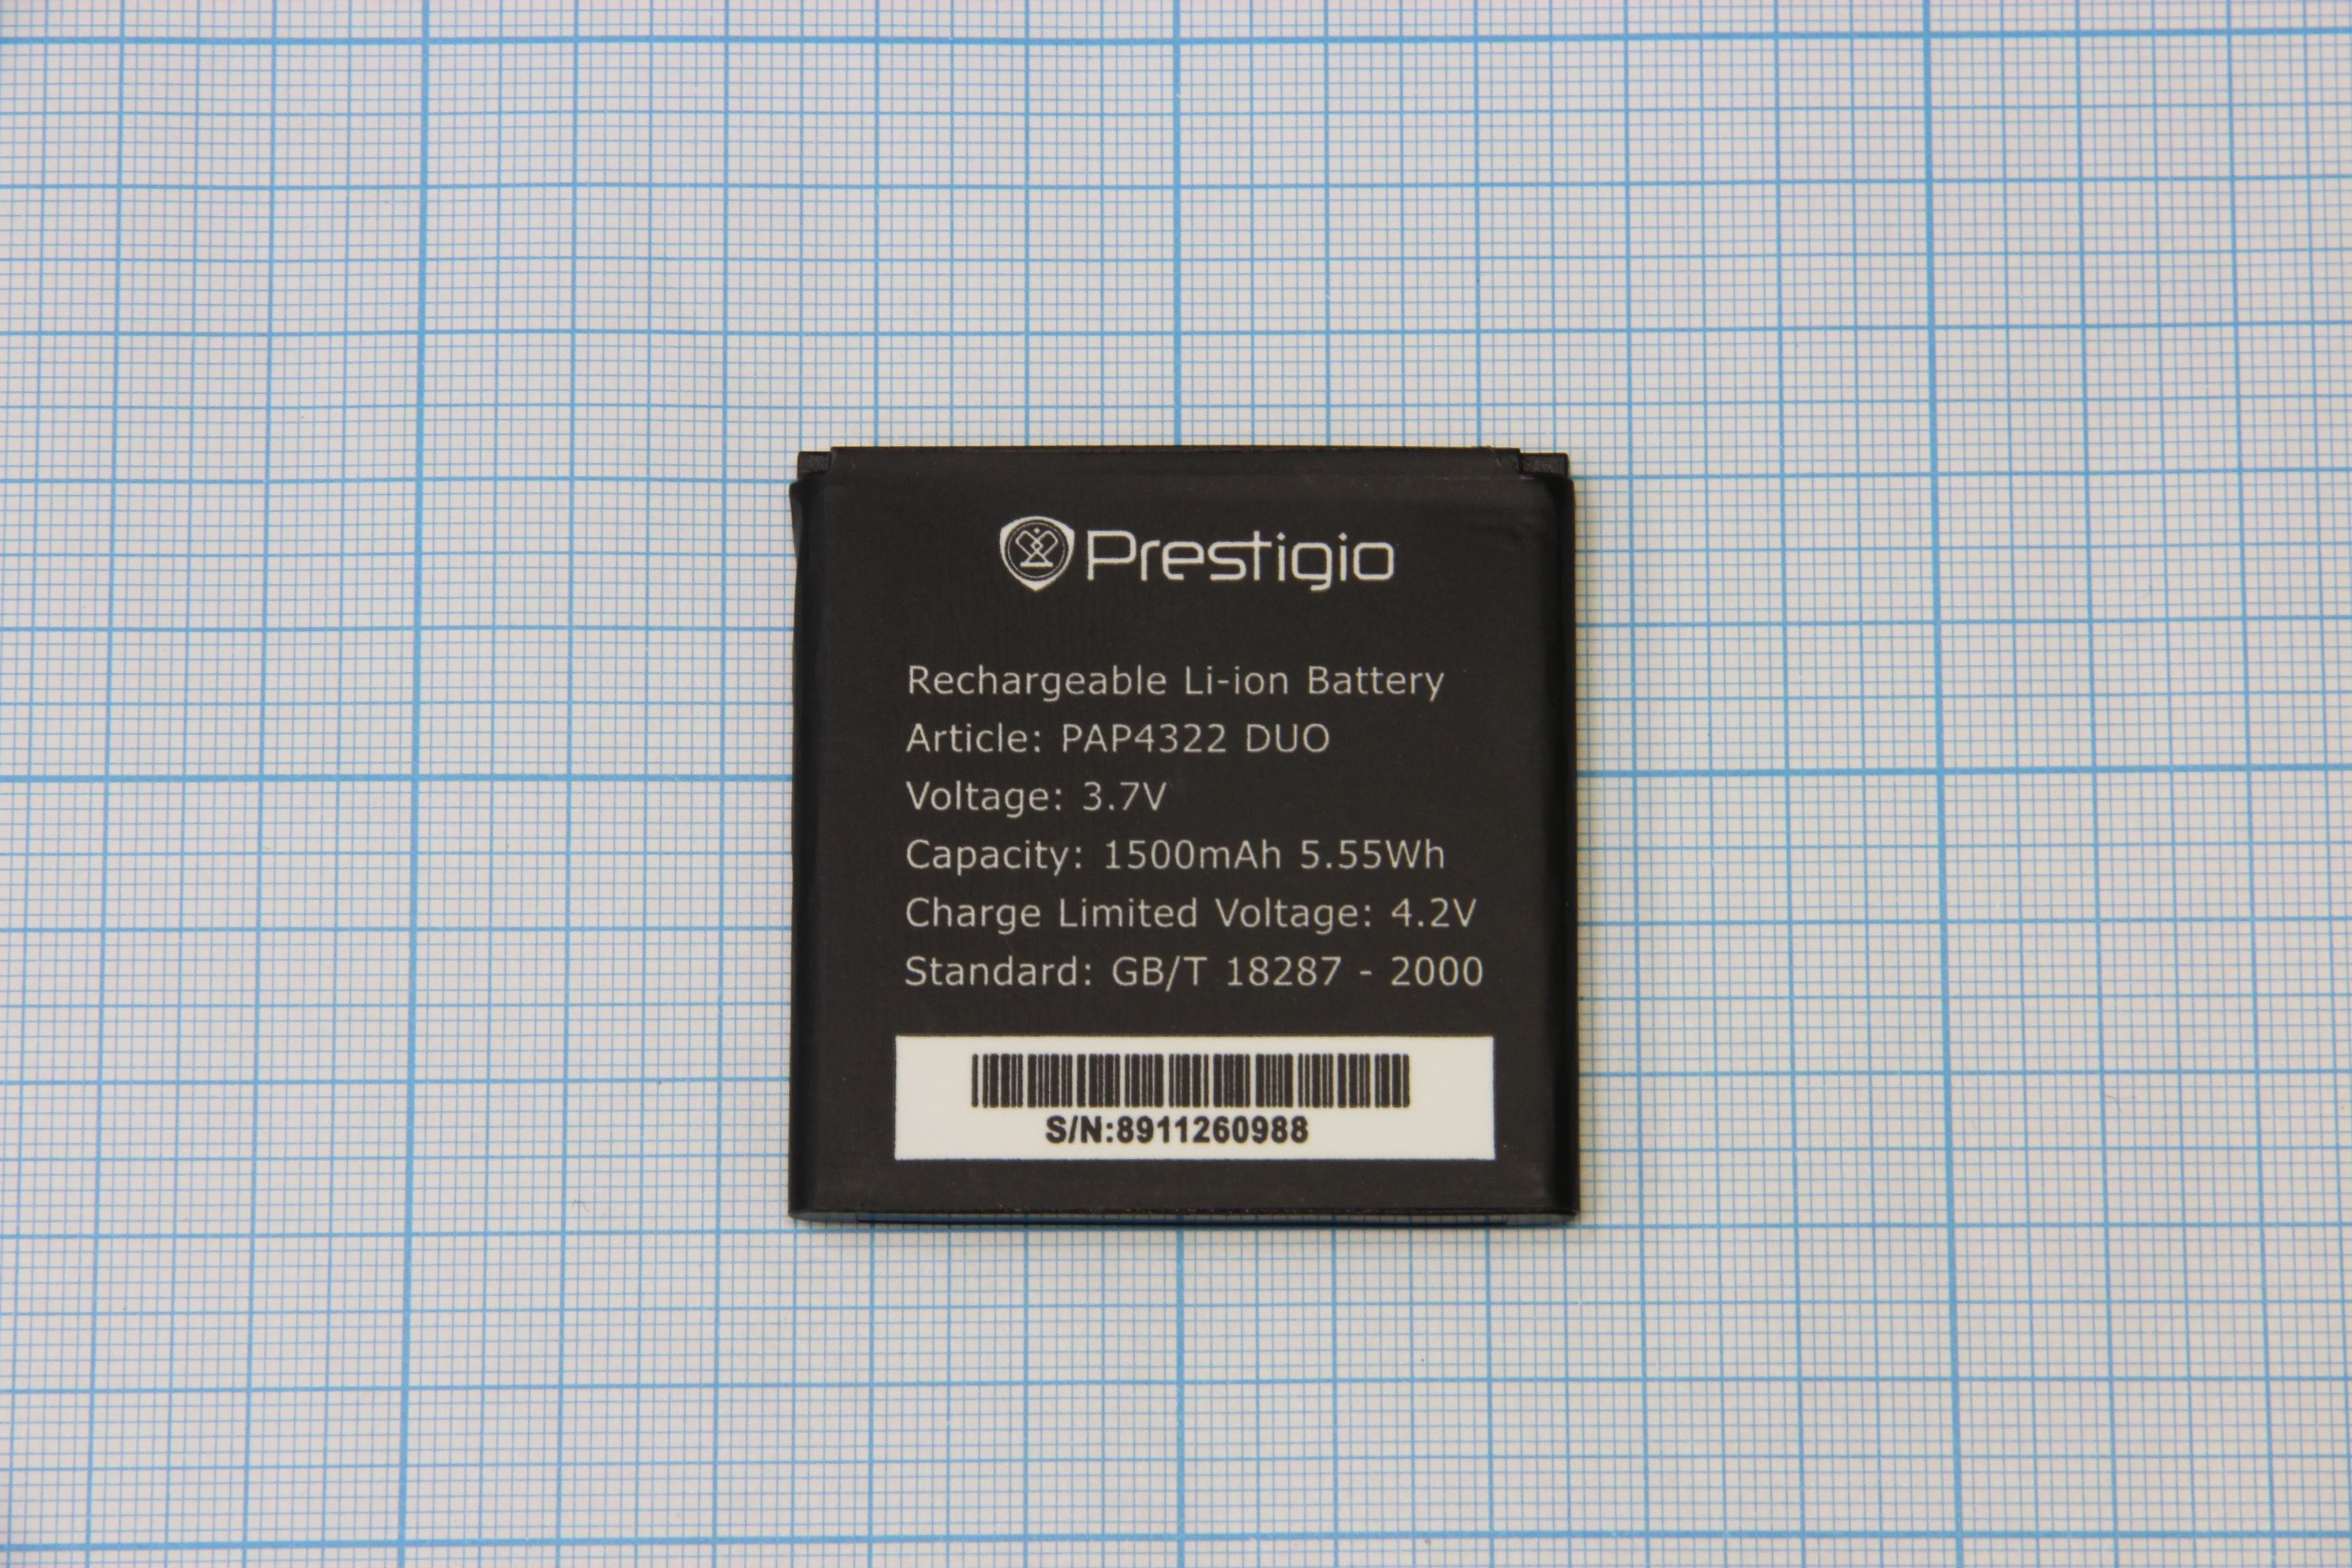 Prestigio
Rechargeable Li-ion Battery
Article: PAP4322 DUO
Voltage: 3.7V
Capacity: 1500mAh 5.55Wh
Charge Limited Voltage: 4.2V
Standard: GB/T 18287 - 2000
S/N:8911260988